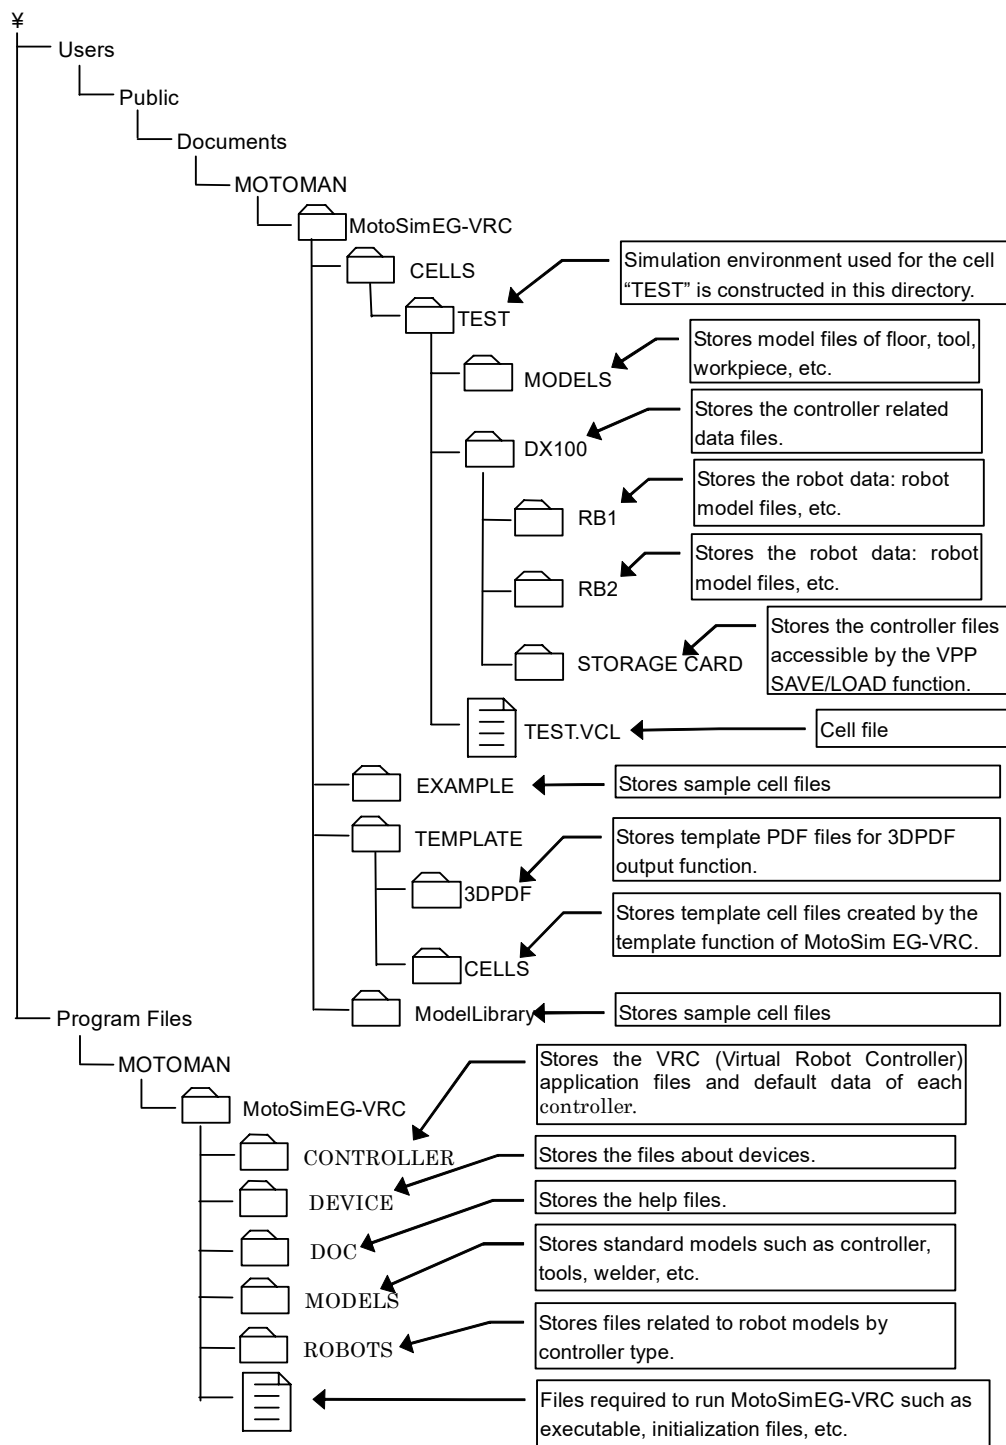 ¥
Users
Public
Documents
MOTOMAN
MotoSimEG-VRC
CELLS
Simulation environment used for the cell
“TEST” is constructed in this directory.
TEST
Stores model files of floor, tool,
workpiece, etc.
MODELS
Stores the controller related
data files.
DX100
Stores the robot data: robot
model files, etc.
RB1
Stores the robot data: robot
model files, etc.
RB2
Stores the controller files
accessible by the VPP
SAVE/LOAD function.
STORAGE CARD
TEST.VCL
Cell file
EXAMPLE
Stores sample cell files
TEMPLATE
Stores template PDF files for 3DPDF
output function.
3DPDF
Stores template cell files created by the
template function of MotoSim EG-VRC.
CELLS
ModelLibrary
Stores sample cell files
Program Files
MOTOMAN
Stores the VRC (Virtual Robot Controller)
application files and default data of each
controller.
MotoSimEG-VRC
CONTROLLER
Stores the files about devices.
DEVICE
Stores the help files.
DOC
Stores standard models such as controller,
tools, welder, etc.
MODELS
Stores files related to robot models by
controller type.
ROBOTS
Files required to run MotoSimEG-VRC such as
executable, initialization files, etc.